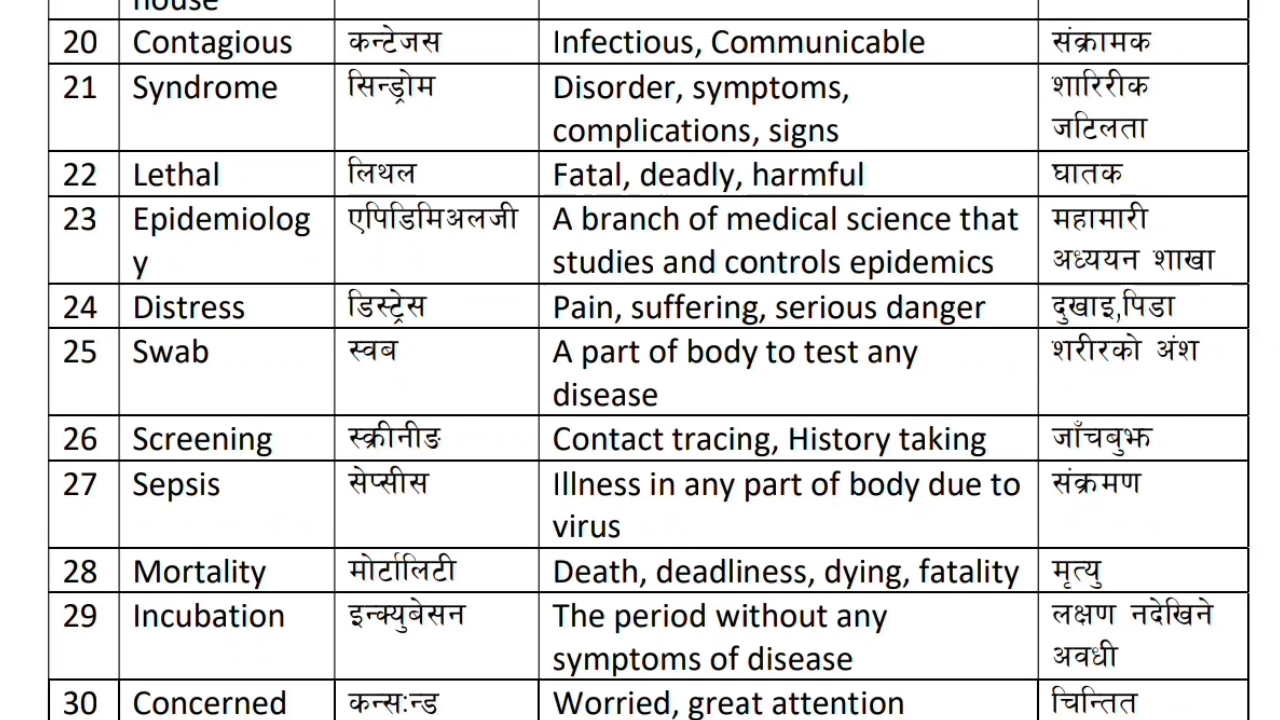 house
20 Contagious कन्टेजस Infectious, Communicable संक्रामक
21 Syndrome सिन्ड्रोम Disorder, symptoms, शारिरीक
complications, signs जटिलता
22 Lethal लिथल Fatal, deadly, harmful घातक
23 Epidemiolog एपिडिमिअलजी A branch of medical science that महामारी
y studies and controls epidemics अध्ययन शाखा
24 Distress डिस्ट्रेस Pain, suffering, serious danger दुखाइ,पिडा
25 Swab स्वब A part of body to test any शरीरको अंश
disease
26 Screening स्क्रीनीङ Contact tracing, History taking जाँचबुझ
27 Sepsis सेप्सीस Illness in any part of body due to संक्रमण
virus
28 Mortality मोर्टालिटी Death, deadliness, dying, fatality मृत्यु
29 Incubation इन्क्युबेसन The period without any लक्षण नदेखिने
symptoms of disease अवधी
30 Concerned कन्सःन्ड Worried, great attention चिन्तित